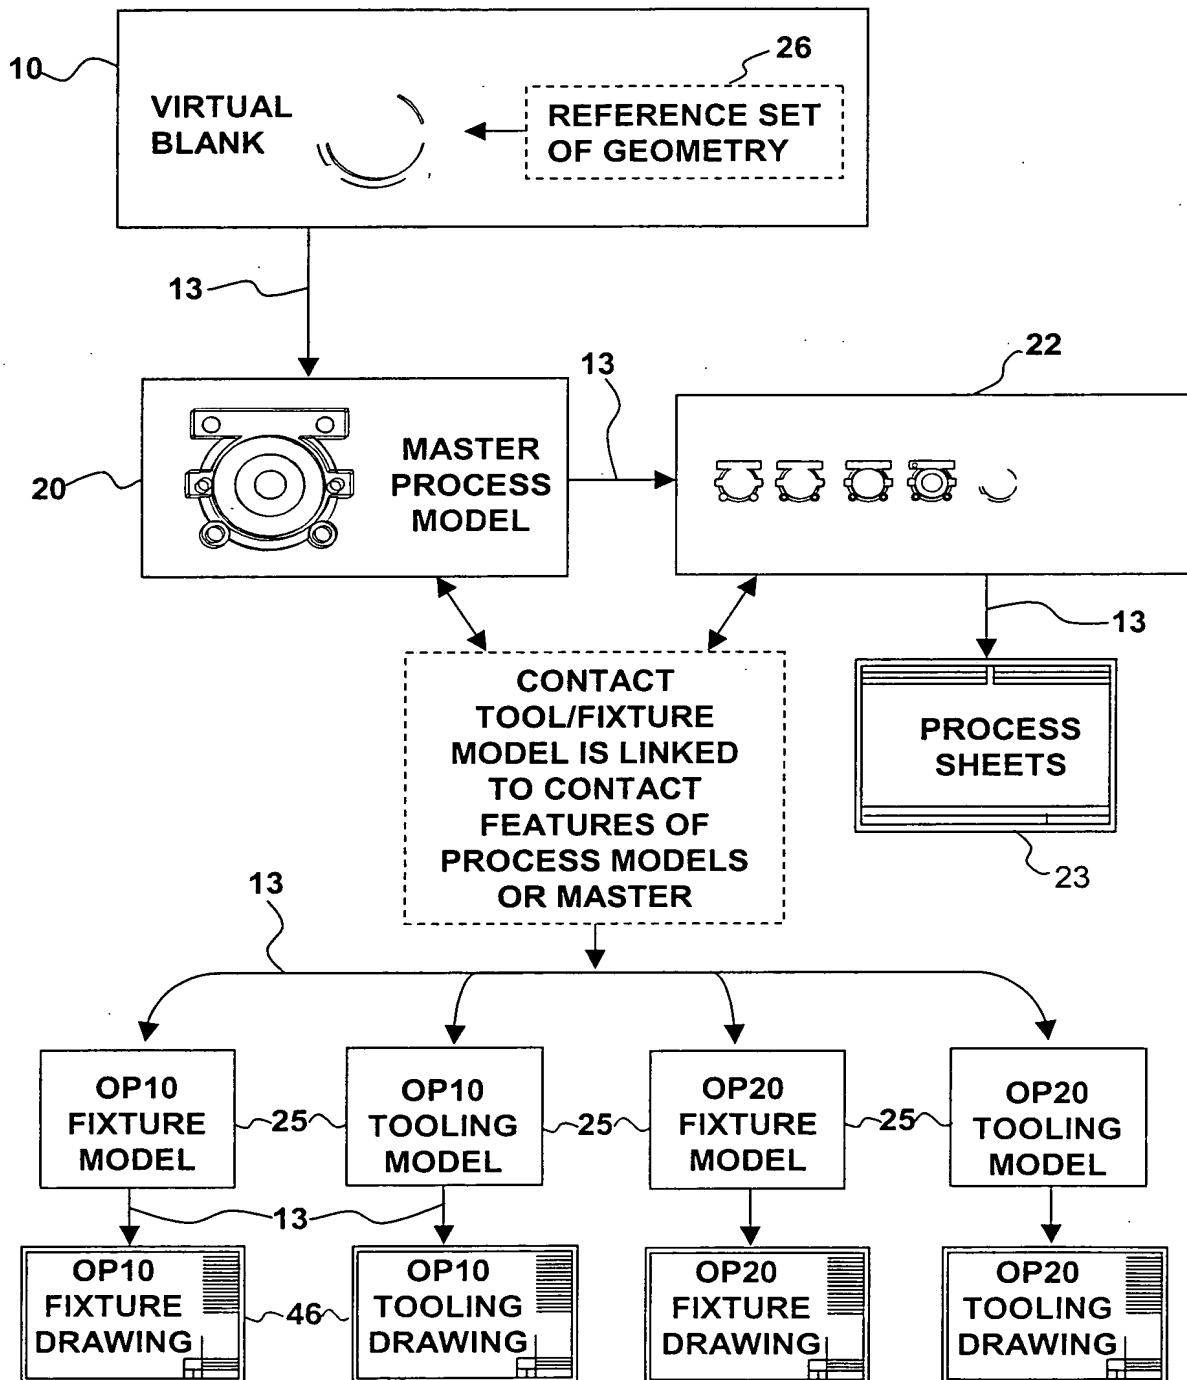 10
26
VIRTUAL
BLANK
REFERENCE SET
OF GEOMETRY
13
13
22
20
MASTER
PROCESS
MODEL
13
CONTACT
TOOL/FIXTURE
MODEL IS LINKED
TO CONTACT
FEATURES OF
PROCESS MODELS
OR MASTER
PROCESS
SHEETS
23
13
OP10
FIXTURE
MODEL
25
OP10
TOOLING
MODEL
25
OP20
FIXTURE
MODEL
25
OP20
TOOLING
MODEL
13
OP10
FIXTURE
DRAWING
46
OP10
TOOLING
DRAWING
OP20
FIXTURE
DRAWING
OP20
TOOLING
DRAWING